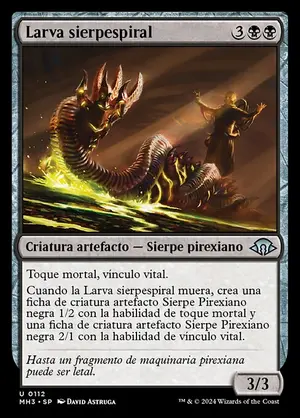 Larva sierpespiral 3
Criatura artefacto — Sierpe pirexiano
Toque mortal, vínculo vital.
Cuando la Larva sierpespiral muera, crea una
ficha de criatura artefacto Sierpe Pirexiano
negra 1/2 con la habilidad de toque mortal y
una ficha de criatura artefacto Sierpe Pirexiano
negra 2/1 con la habilidad de vínculo vital.
Hasta un fragmento de maquinaria pirexiana
puede ser letal.
3/3
U 0112
MH3 • SP DAVID ASTRUGA ™ & © 2024 Wizards of the Coast